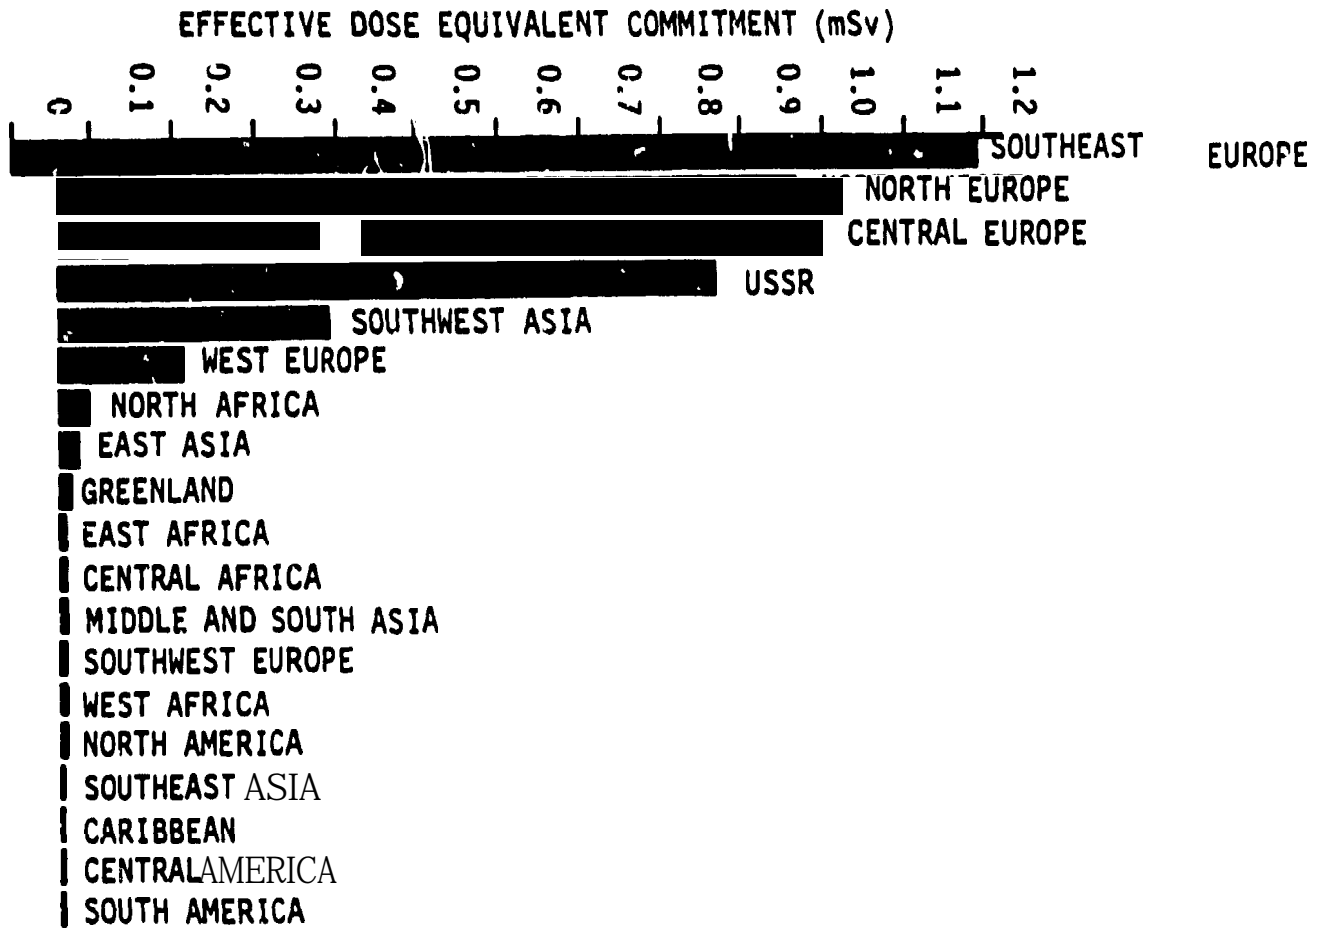 EFFECTIVE DOSE EQUIVALENT COMMITMENT (mSv)
0 0.1 0.2 0.3 0.4 0.5 0.6 0.7 0.8 0.9 1.0 1.1 1.2
SOUTHEAST EUROPE
NORTH EUROPE
CENTRAL EUROPE
USSR
SOUTHWEST ASIA
WEST EUROPE
NORTH AFRICA
EAST ASIA
GREENLAND
EAST AFRICA
CENTRAL AFRICA
MIDDLE AND SOUTH ASIA
SOUTHWEST EUROPE
WEST AFRICA
NORTH AMERICA
SOUTHEAST ASIA
CARIBBEAN
CENTRAL AMERICA
SOUTH AMERICA